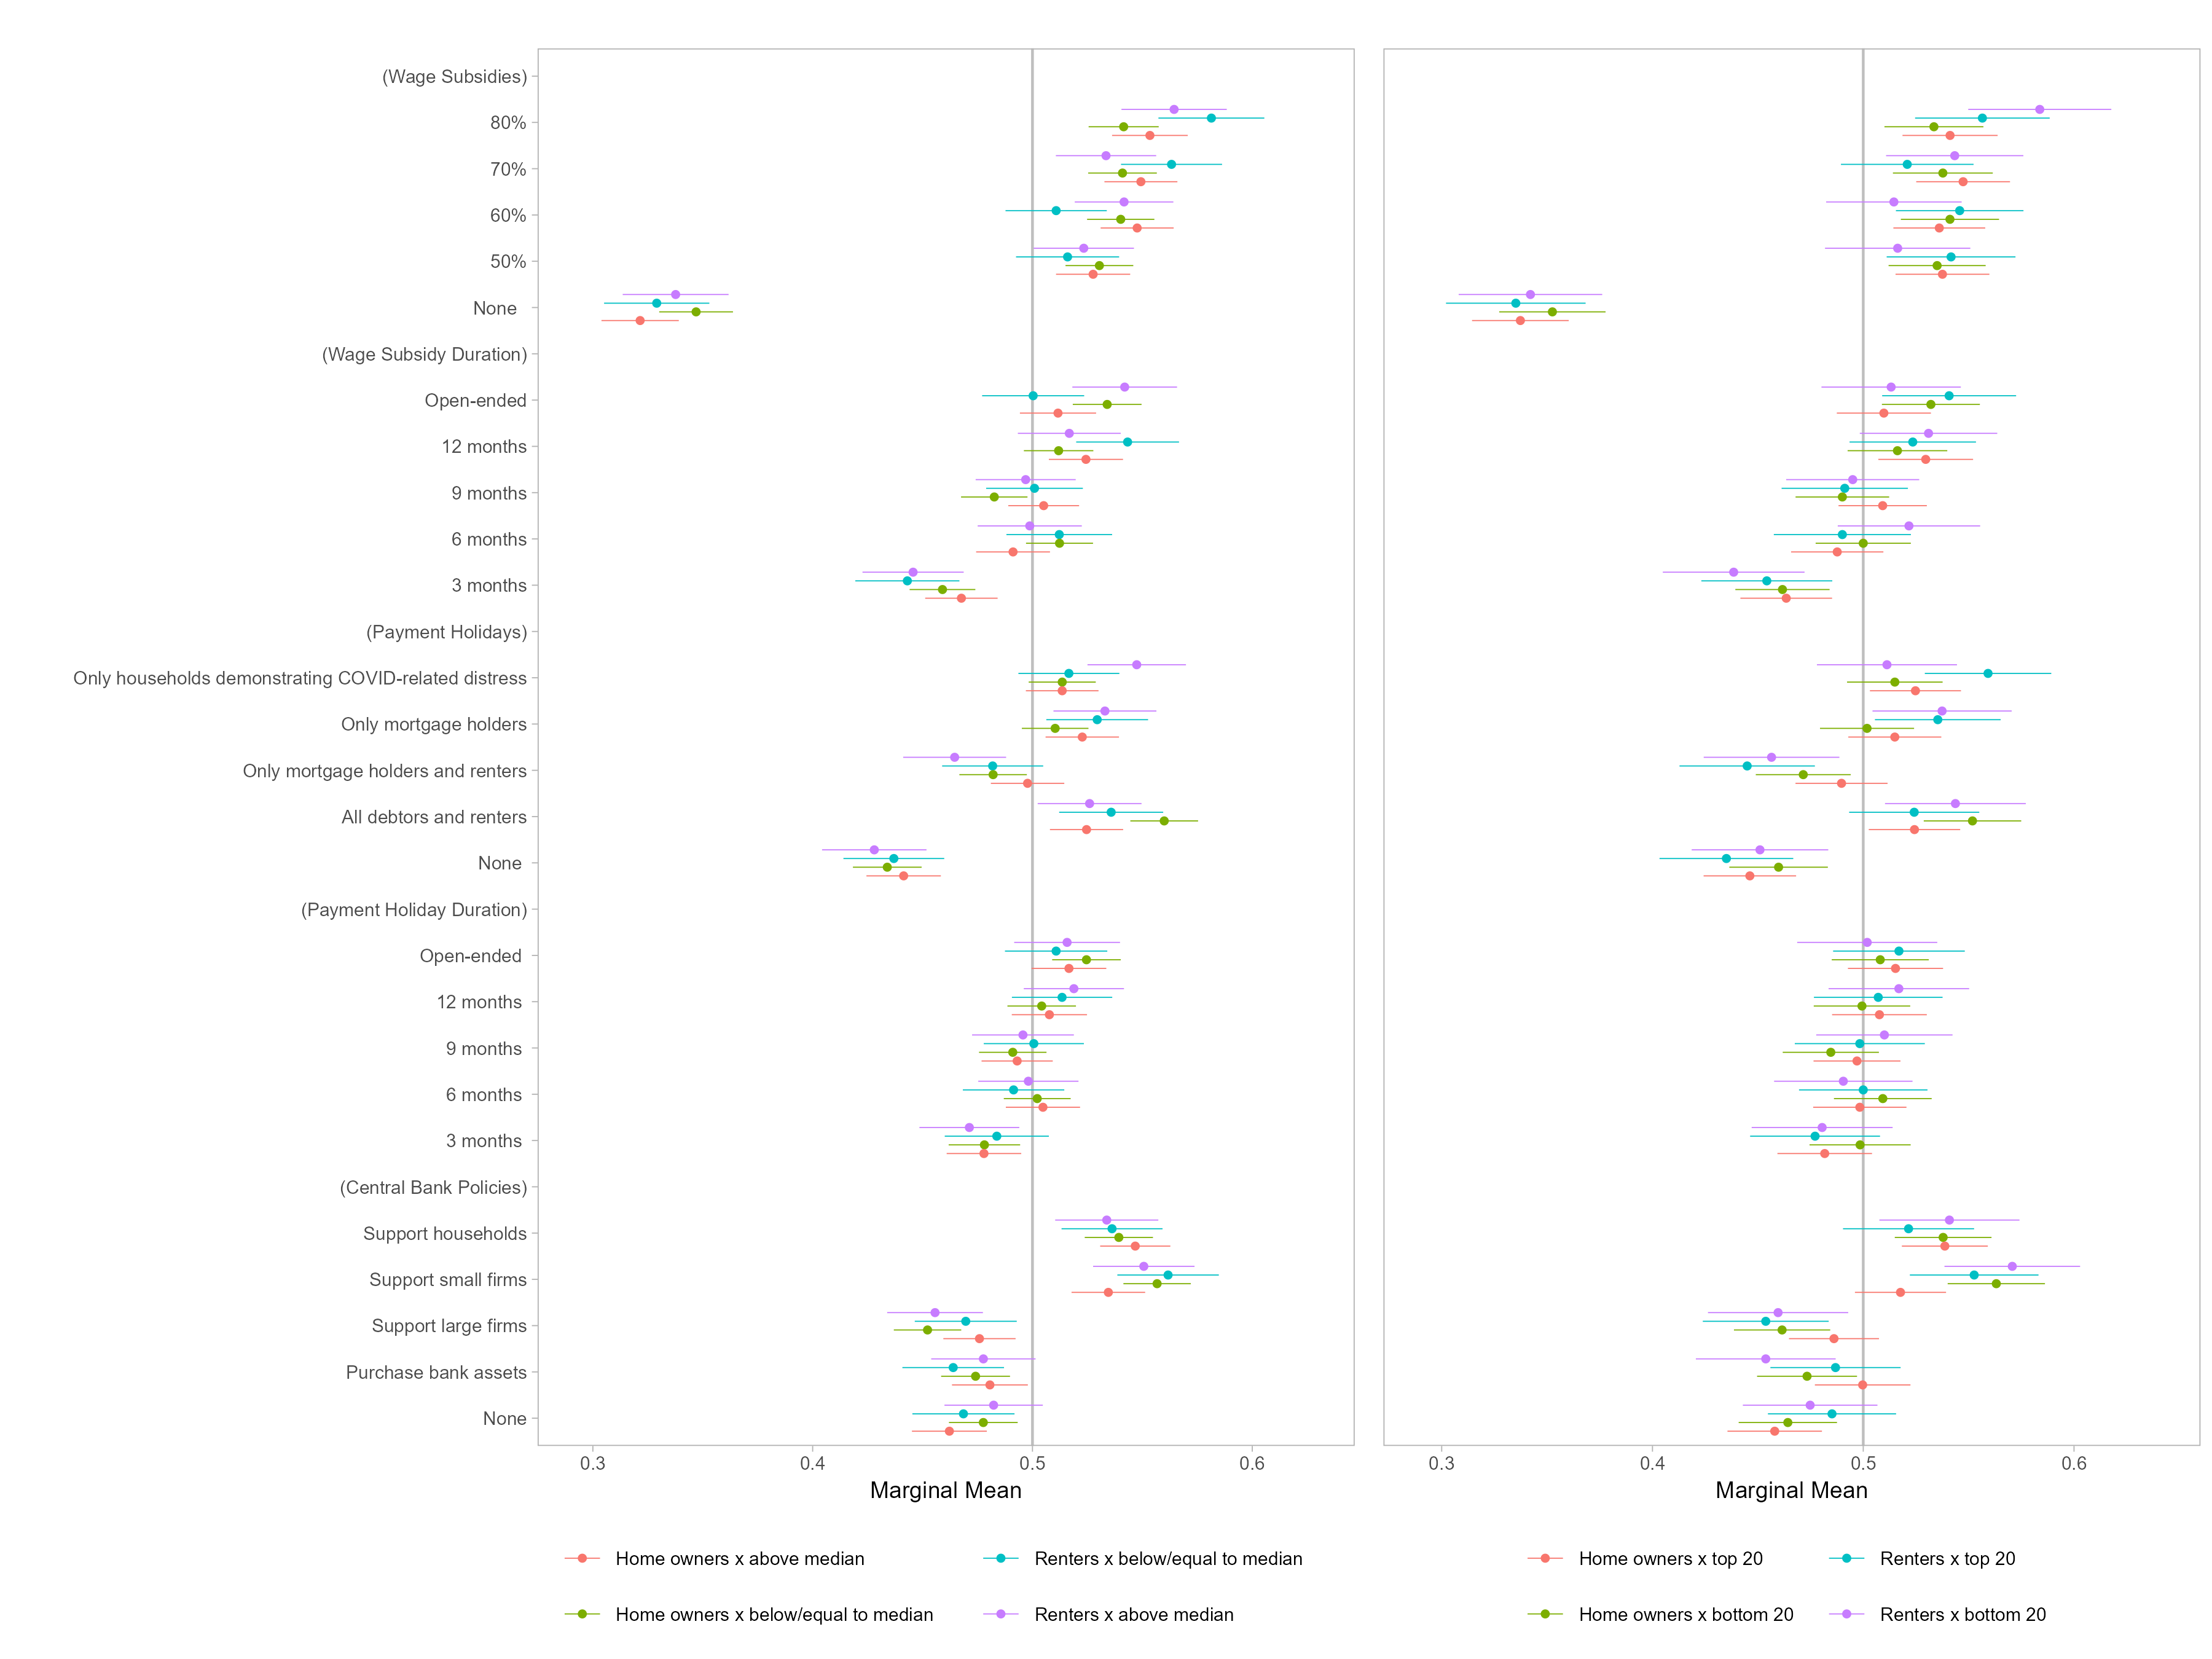 (Wage Subsidies)
80%
70%
60%
50%
None
(Wage Subsidy Duration)
Open-ended
12 months
9 months
6 months
3 months
(Payment Holidays)
Only households demonstrating COVID-related distress
Only mortgage holders
Only mortgage holders and renters
All debtors and renters
None
(Payment Holiday Duration)
Open-ended
12 months
9 months
6 months
3 months
(Central Bank Policies)
Support households
Support small firms
Support large firms
Purchase bank assets
None
0.3 0.4 0.5 0.6 0.3 0.4 0.5 0.6
Marginal Mean Marginal Mean
Home owners x above median Renters x below/equal to median Home owners x top 20 Renters x top 20
Home owners x below/equal to median Renters x above median Home owners x bottom 20 Renters x bottom 20